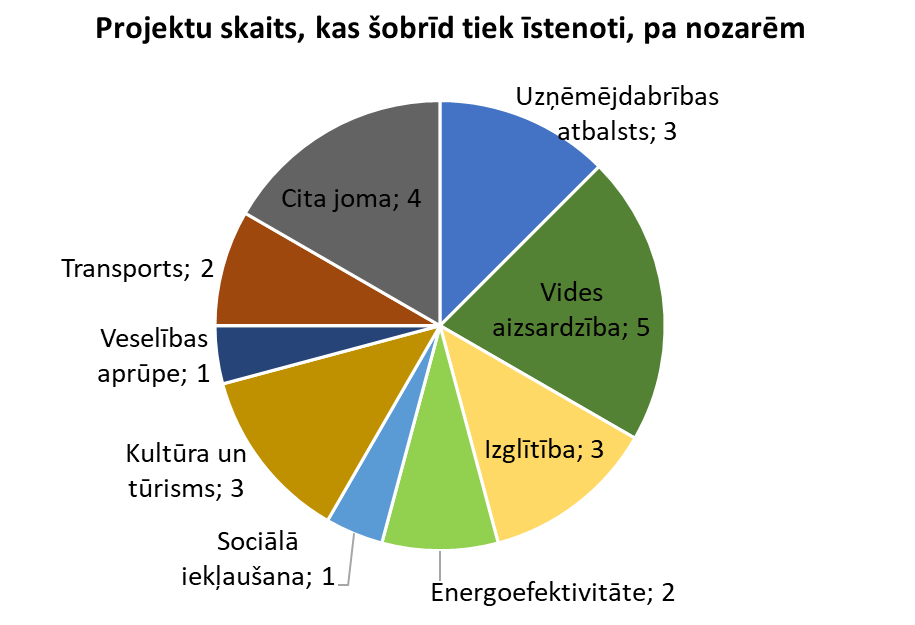 Projektu skaits, kas šobrīd tiek īstenoti, pa nozarēm
Uzņēmējdabrības
atbalsts; 3
Vides
aizsardzība; 5
Izglītība; 3
Energoefektivitāte; 2
Sociālā
iekļaušana; 1
Kultūra un
tūrisms; 3
Veselības
aprūpe; 1
Transports; 2
Cita joma; 4